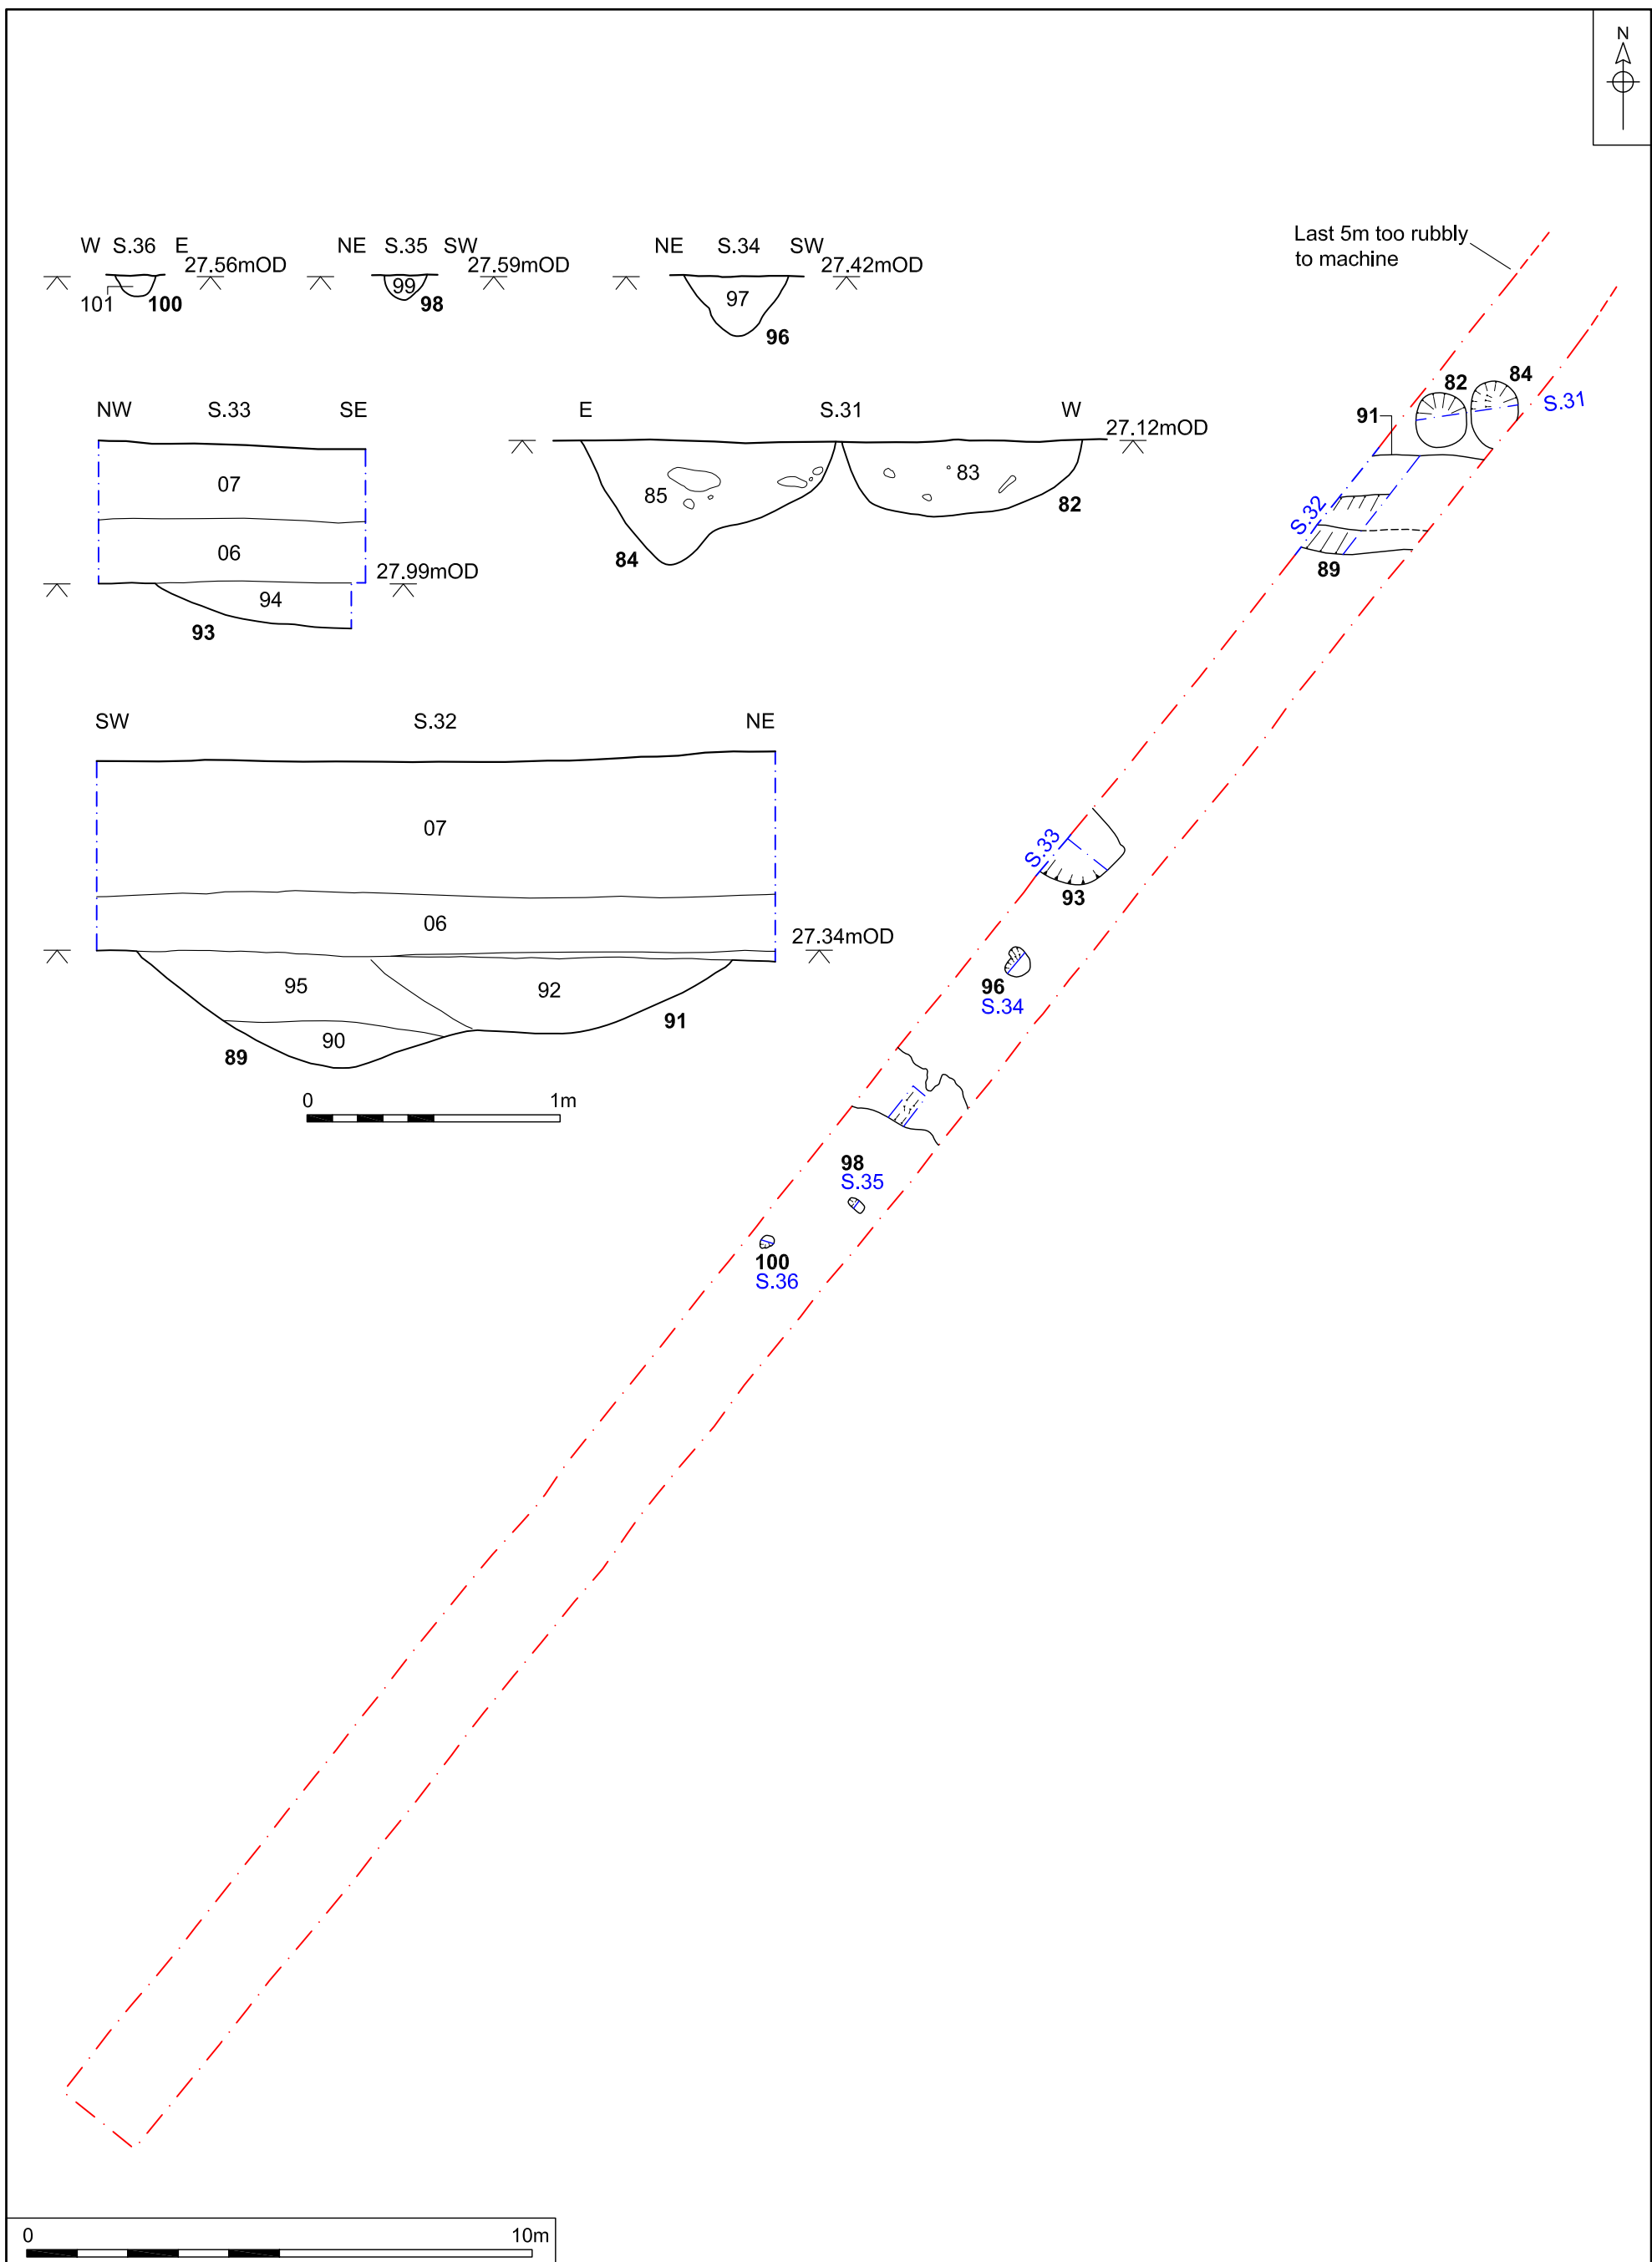 N
Last 5m too rubbly
to machine
W S.36 E
27.56mOD
101 100
NE S.35 SW
27.59mOD
99
98
NE S.34 SW
27.42mOD
97
96
NW S.33 SE
07
06
27.99mOD
94
93
E S.31 W
27.12mOD
85
83
82
84
SW S.32 NE
07
06
27.34mOD
95
92
91
90
89
0 1m
82
84
S.31
91
S.32
89
S.33
93
96
S.34
98
S.35
100
S.36
0 10m